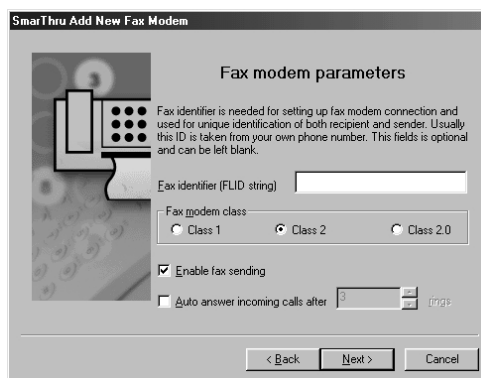 SmarThru Add New Fax Modem
Fax modem parameters
Fax identifier is needed for setting up fax modem connection and
used for unique identification of both recipient and sender. Usually
this ID is taken from your own phone number. This fields is optional
and can be left blank.
Fax identifier (FLID string)
Fax modem class
Class 1 Class 2 Class 2.0
Enable fax sending
Auto answer incoming calls after 3 rings
< Back Next > Cancel